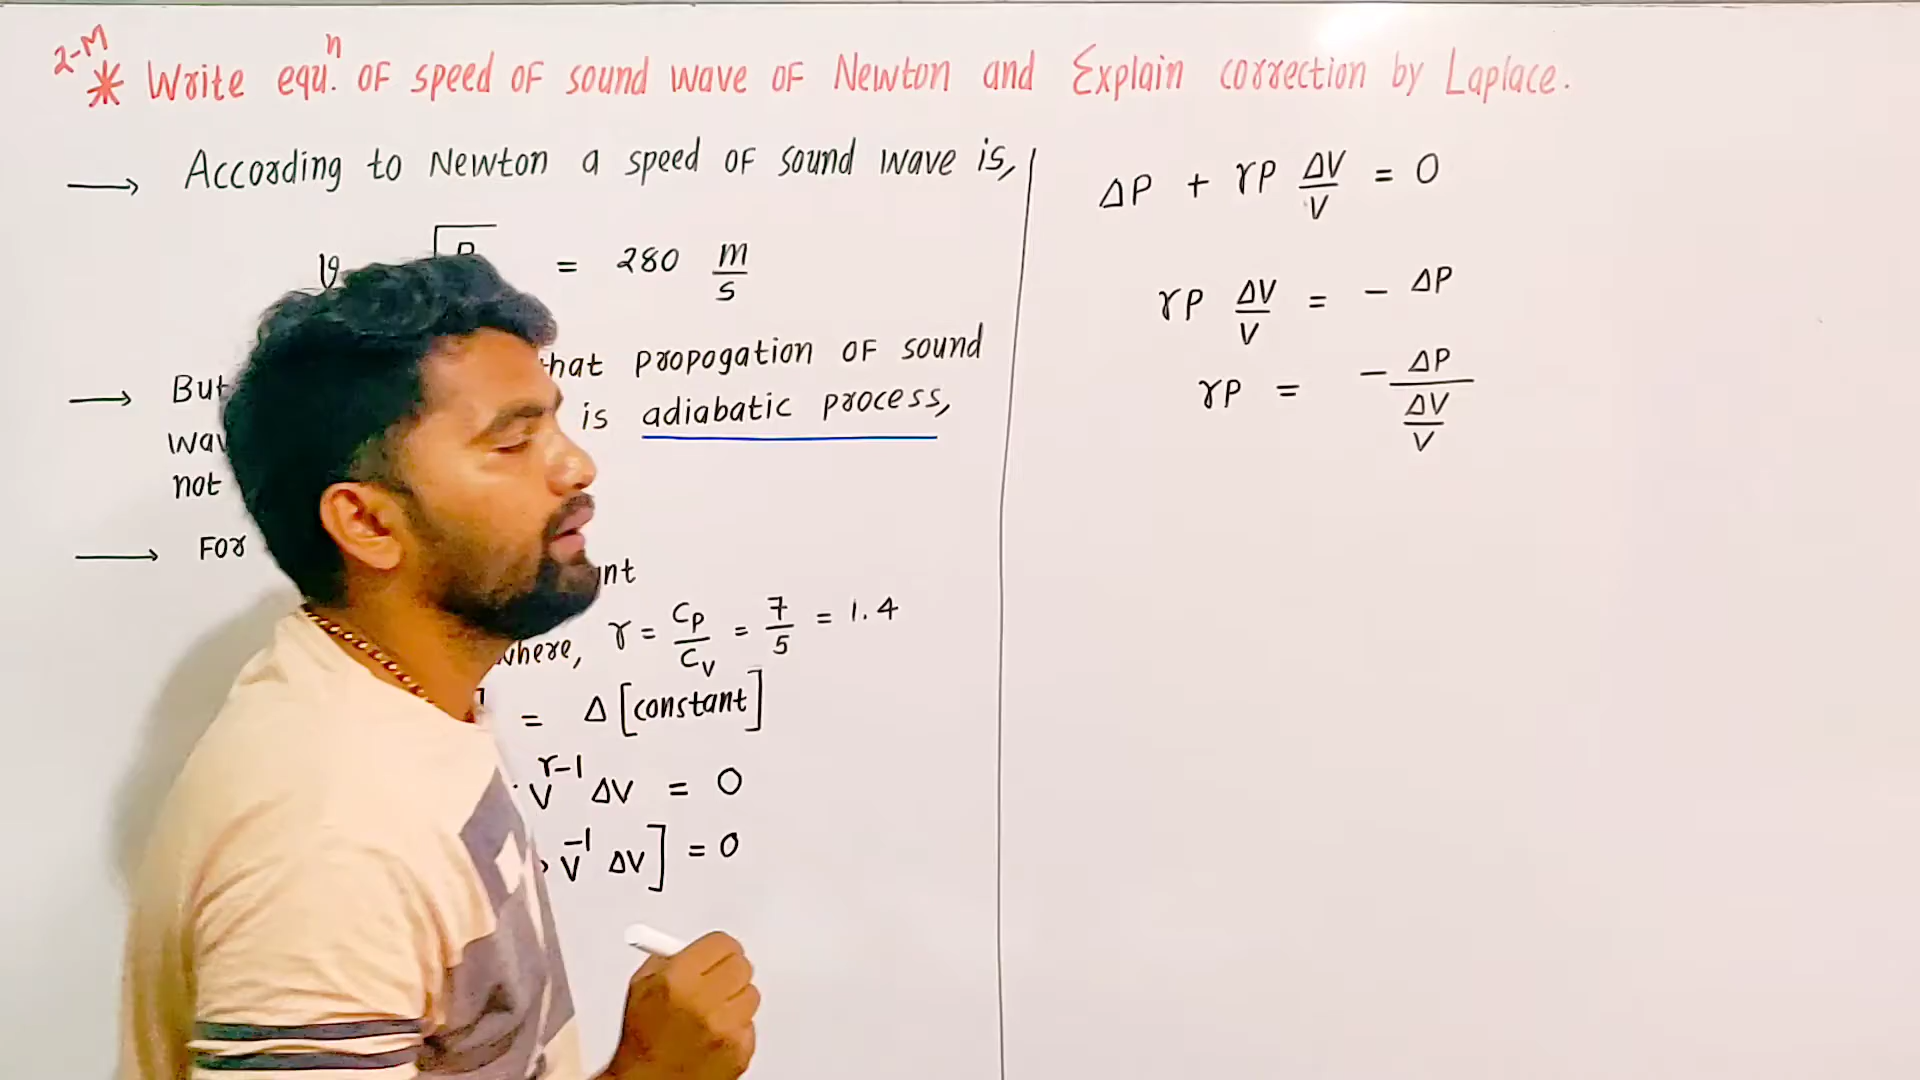 2-M
* Write equ.ⁿ OF speed OF sound wave OF Newton and Explain correction by Laplace.
→ According to Newton a speed OF sound wave is,
v = 280 m/s
→ But that propogation OF sound
is adiabatic process,
not
→ For
where, γ = Cp/Cv = 7/5 = 1.4
= Δ[constant]
V^(γ-1) ΔV = 0
V^-1 ΔV] = 0
ΔP + γP ΔV/V = 0
γP ΔV/V = - ΔP
γP = - ΔP/(ΔV/V)